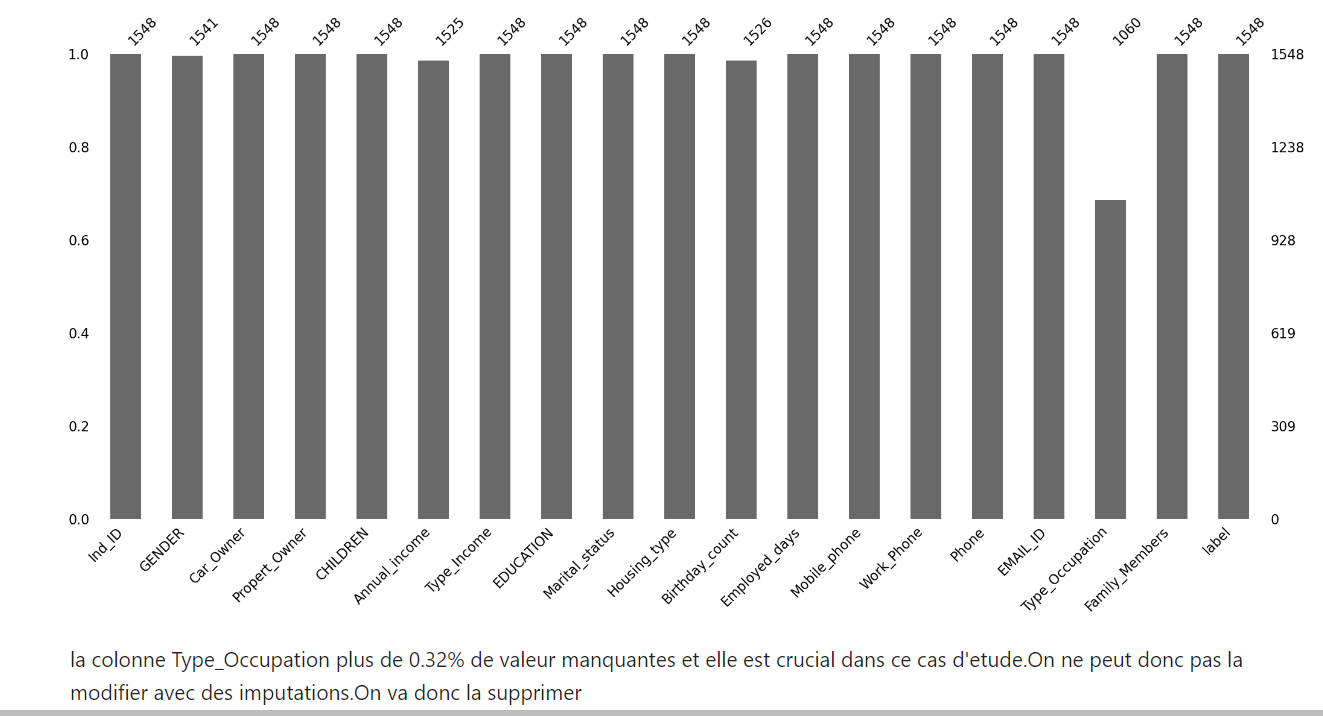 1548 1541 1548 1548 1548 1525 1548 1548 1548 1548 1526 1548 1548 1548 1548 1548 1060 1548 1548
1.0 1548
0.8 1238
0.6 928
0.4 619
0.2 309
0.0 0
Ind_ID GENDER Car_Owner Propert_Owner CHILDREN Annual_income Type_Income EDUCATION Marital_status Housing_type Birthday_count Employed_days Mobile_phone Work_Phone Phone EMAIL_ID Type_Occupation Family_Members label
la colonne Type_Occupation plus de 0.32% de valeur manquantes et elle est crucial dans ce cas d'etude.On ne peut donc pas la
modifier avec des imputations.On va donc la supprimer